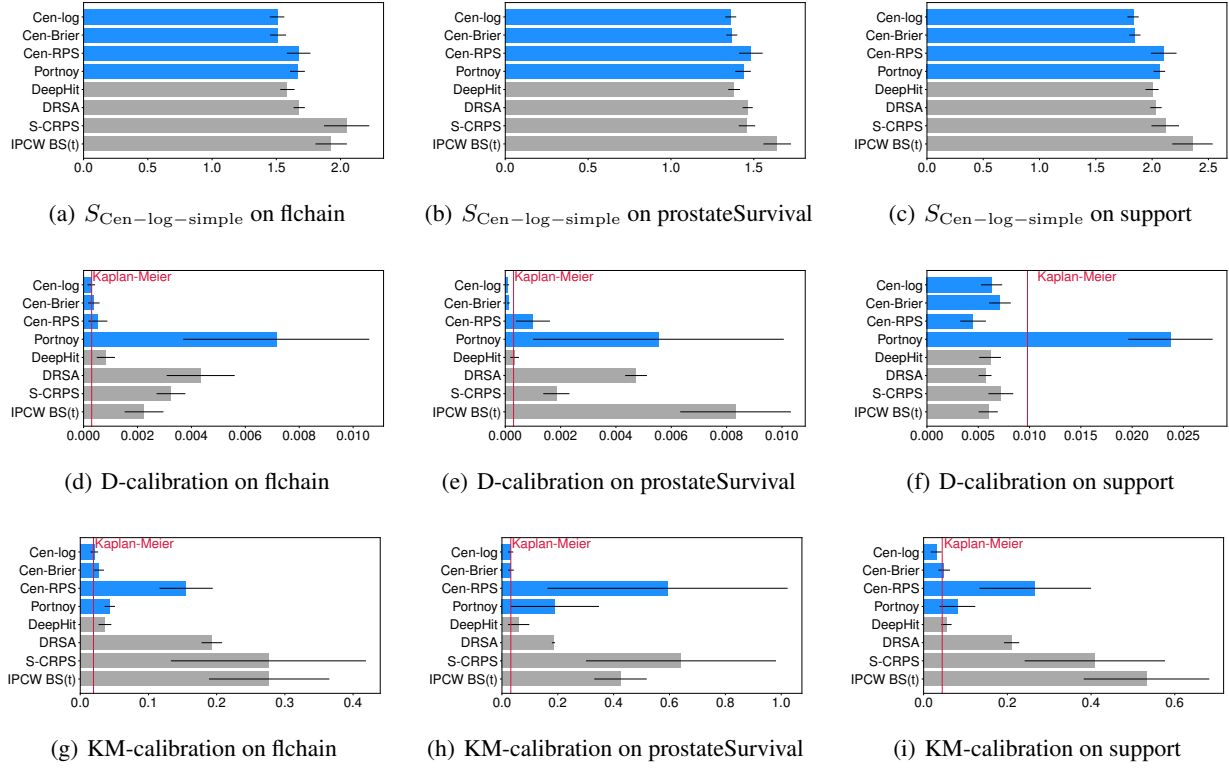 Cen-log
Cen-Brier
Cen-RPS
Portnoy
DeepHit
DRSA
S-CRPS
IPCW BS(t)
0.0 0.5 1.0 1.5 2.0
(a) S_Cen−log−simple on flchain
Cen-log
Cen-Brier
Cen-RPS
Portnoy
DeepHit
DRSA
S-CRPS
IPCW BS(t)
0.0 0.5 1.0 1.5
(b) S_Cen−log−simple on prostateSurvival
Cen-log
Cen-Brier
Cen-RPS
Portnoy
DeepHit
DRSA
S-CRPS
IPCW BS(t)
0.0 0.5 1.0 1.5 2.0 2.5
(c) S_Cen−log−simple on support
Kaplan-Meier
Cen-log
Cen-Brier
Cen-RPS
Portnoy
DeepHit
DRSA
S-CRPS
IPCW BS(t)
0.000 0.002 0.004 0.006 0.008 0.010
(d) D-calibration on flchain
Kaplan-Meier
Cen-log
Cen-Brier
Cen-RPS
Portnoy
DeepHit
DRSA
S-CRPS
IPCW BS(t)
0.000 0.002 0.004 0.006 0.008 0.010
(e) D-calibration on prostateSurvival
Kaplan-Meier
Cen-log
Cen-Brier
Cen-RPS
Portnoy
DeepHit
DRSA
S-CRPS
IPCW BS(t)
0.000 0.005 0.010 0.015 0.020 0.025
(f) D-calibration on support
Kaplan-Meier
Cen-log
Cen-Brier
Cen-RPS
Portnoy
DeepHit
DRSA
S-CRPS
IPCW BS(t)
0.0 0.1 0.2 0.3 0.4
(g) KM-calibration on flchain
Kaplan-Meier
Cen-log
Cen-Brier
Cen-RPS
Portnoy
DeepHit
DRSA
S-CRPS
IPCW BS(t)
0.0 0.2 0.4 0.6 0.8 1.0
(h) KM-calibration on prostateSurvival
Kaplan-Meier
Cen-log
Cen-Brier
Cen-RPS
Portnoy
DeepHit
DRSA
S-CRPS
IPCW BS(t)
0.0 0.2 0.4 0.6
(i) KM-calibration on support